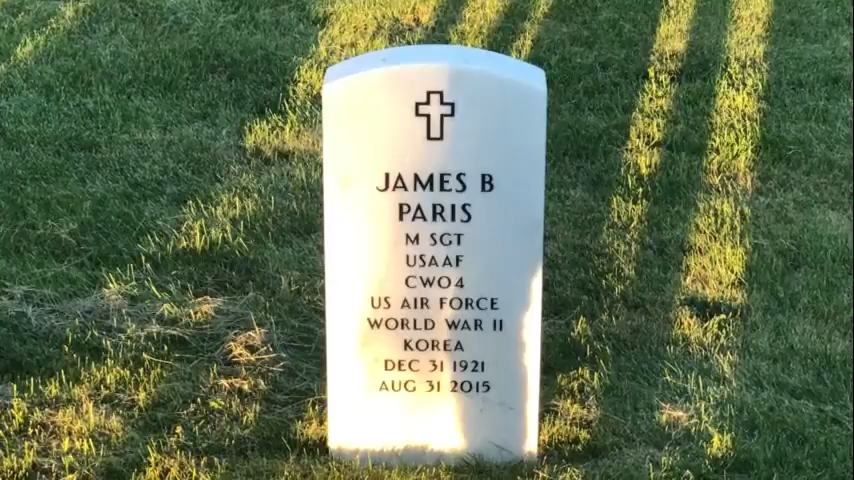 JAMES B
PARIS
M SGT
USAAF
CWO4
US AIR FORCE
WORLD WAR II
KOREA
DEC 31 1921
AUG 31 2015